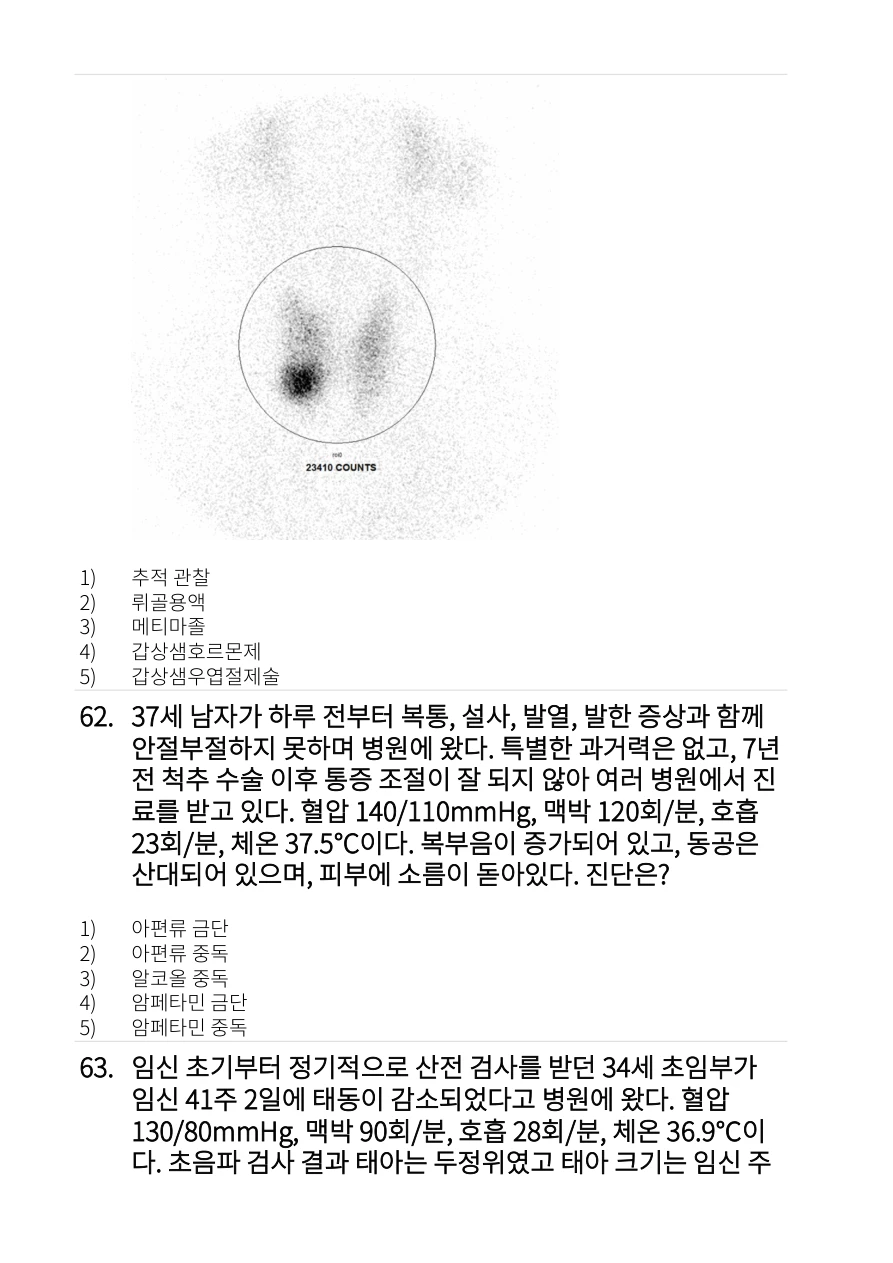 23410 COUNTS
1) 추적 관찰
2) 뤼골용액
3) 메티마졸
4) 갑상샘호르몬제
5) 갑상샘우엽절제술
62. 37세 남자가 하루 전부터 복통, 설사, 발열, 발한 증상과 함께
안절부절하지 못하며 병원에 왔다. 특별한 과거력은 없고, 7년
전 척추 수술 이후 통증 조절이 잘 되지 않아 여러 병원에서 진
료를 받고 있다. 혈압 140/110mmHg, 맥박 120회/분, 호흡
23회/분, 체온 37.5℃이다. 복부음이 증가되어 있고, 동공은
산대되어 있으며, 피부에 소름이 돋아있다. 진단은?
1) 아편류 금단
2) 아편류 중독
3) 알코올 중독
4) 암페타민 금단
5) 암페타민 중독
63. 임신 초기부터 정기적으로 산전 검사를 받던 34세 초임부가
임신 41주 2일에 태동이 감소되었다고 병원에 왔다. 혈압
130/80mmHg, 맥박 90회/분, 호흡 28회/분, 체온 36.9℃이
다. 초음파 검사 결과 태아는 두정위였고 태아 크기는 임신 주